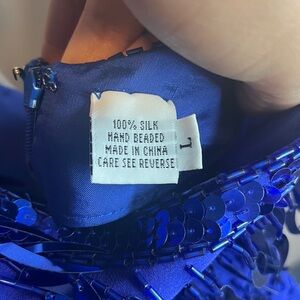 100% SILK
HAND BEADED
MADE IN CHINA
CARE SEE REVERSE
L